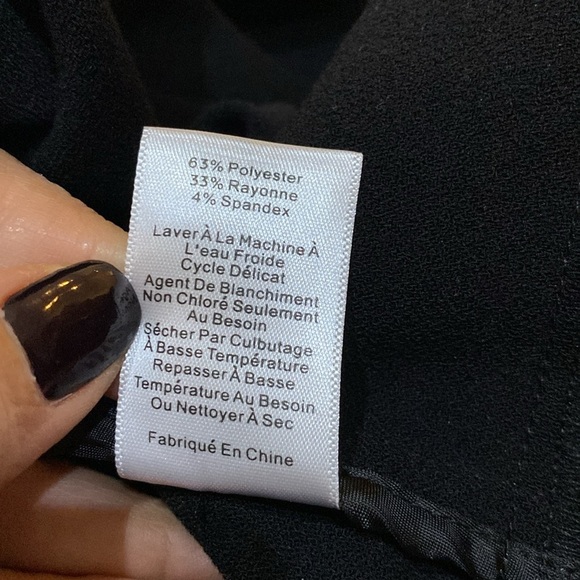 63% Polyester
33% Rayonne
4% Spandex
Laver À La Machine À
L'eau Froide
Cycle Délicat
Agent De Blanchiment
Non Chloré Seulement
Au Besoin
Sécher Par Culbutage
À Basse Température
Repasser À Basse
Température Au Besoin
Ou Nettoyer À Sec
Fabriqué En Chine